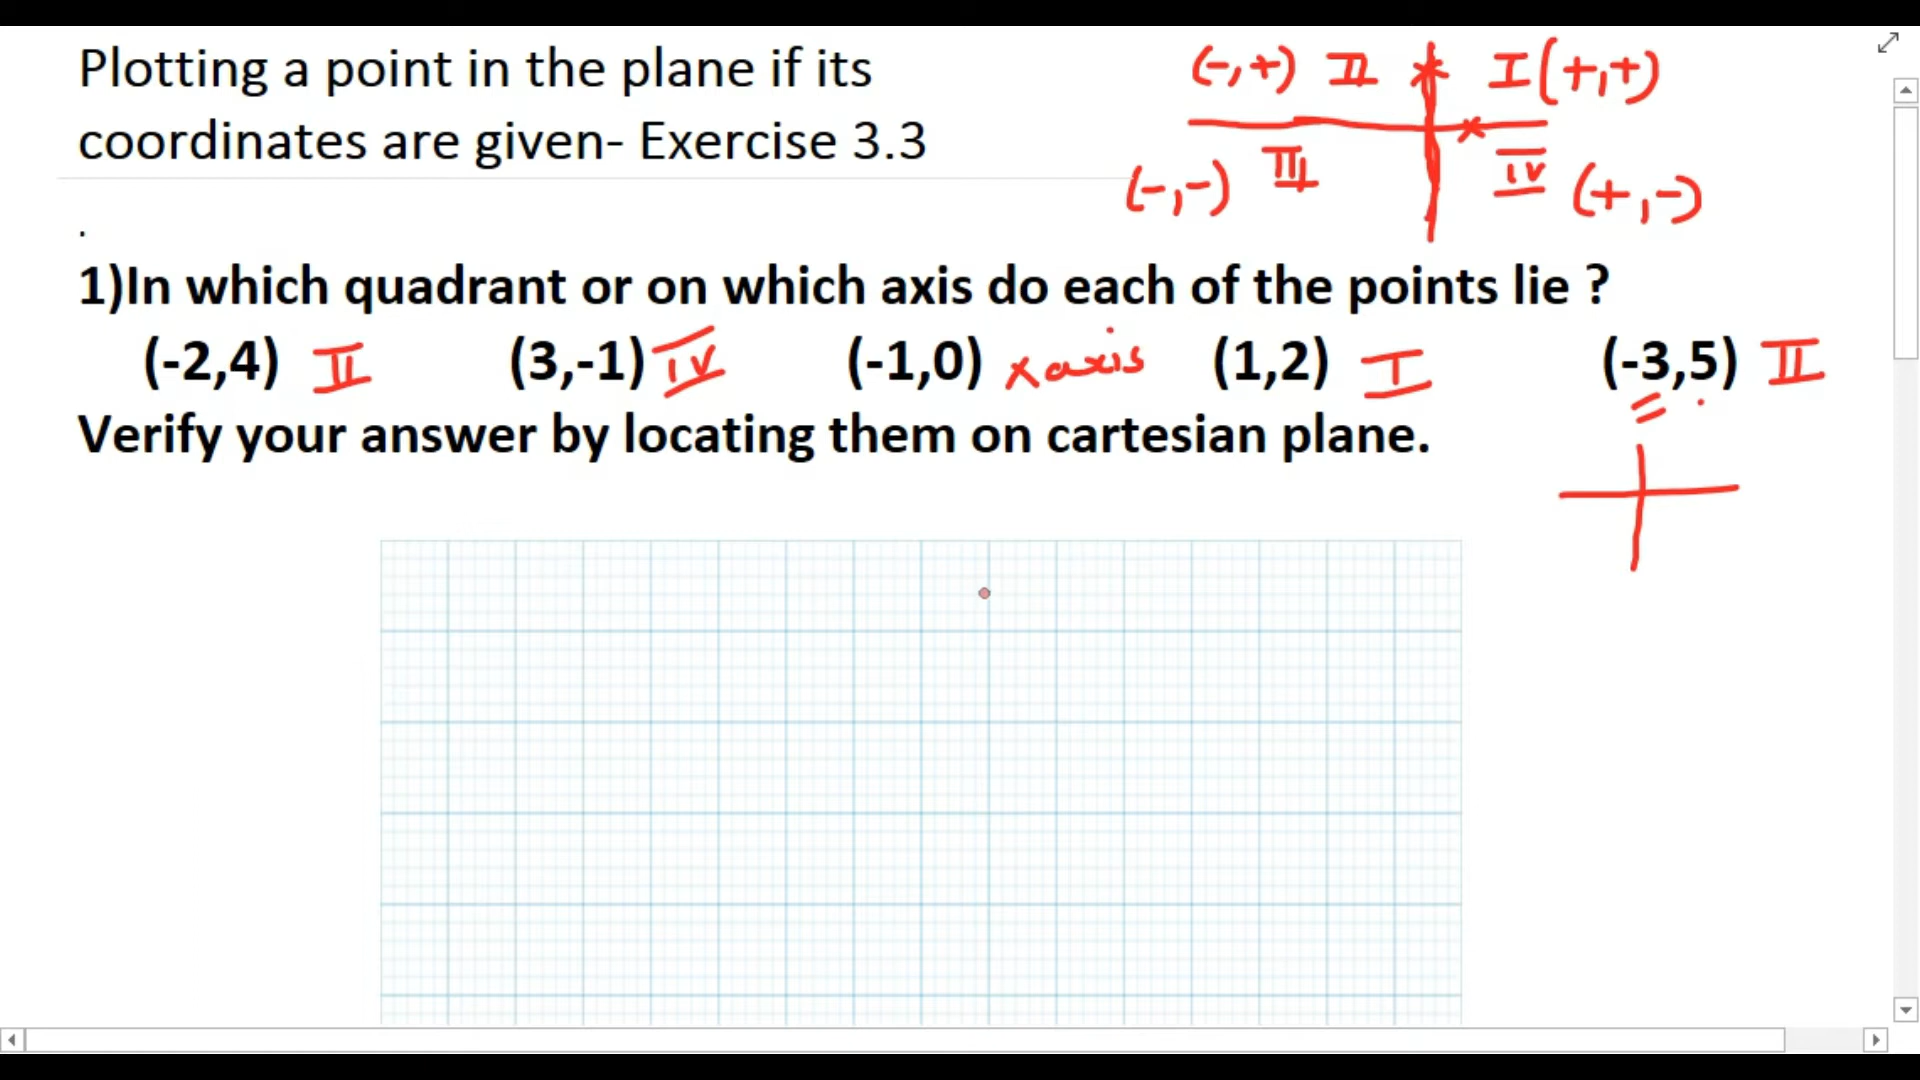 Plotting a point in the plane if its
coordinates are given- Exercise 3.3
(-,+) II I (+,+)
(-,-) III IV (+,-)
.
1)In which quadrant or on which axis do each of the points lie ?
(-2,4) II (3,-1) IV (-1,0) x axis (1,2) I (-3,5) II
Verify your answer by locating them on cartesian plane.